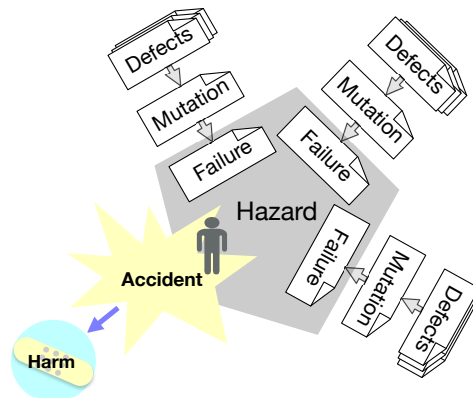 Defects
Mutation
Failure
Defects
Mutation
Failure
Hazard
Failure
Mutation
Defects
Accident
Harm